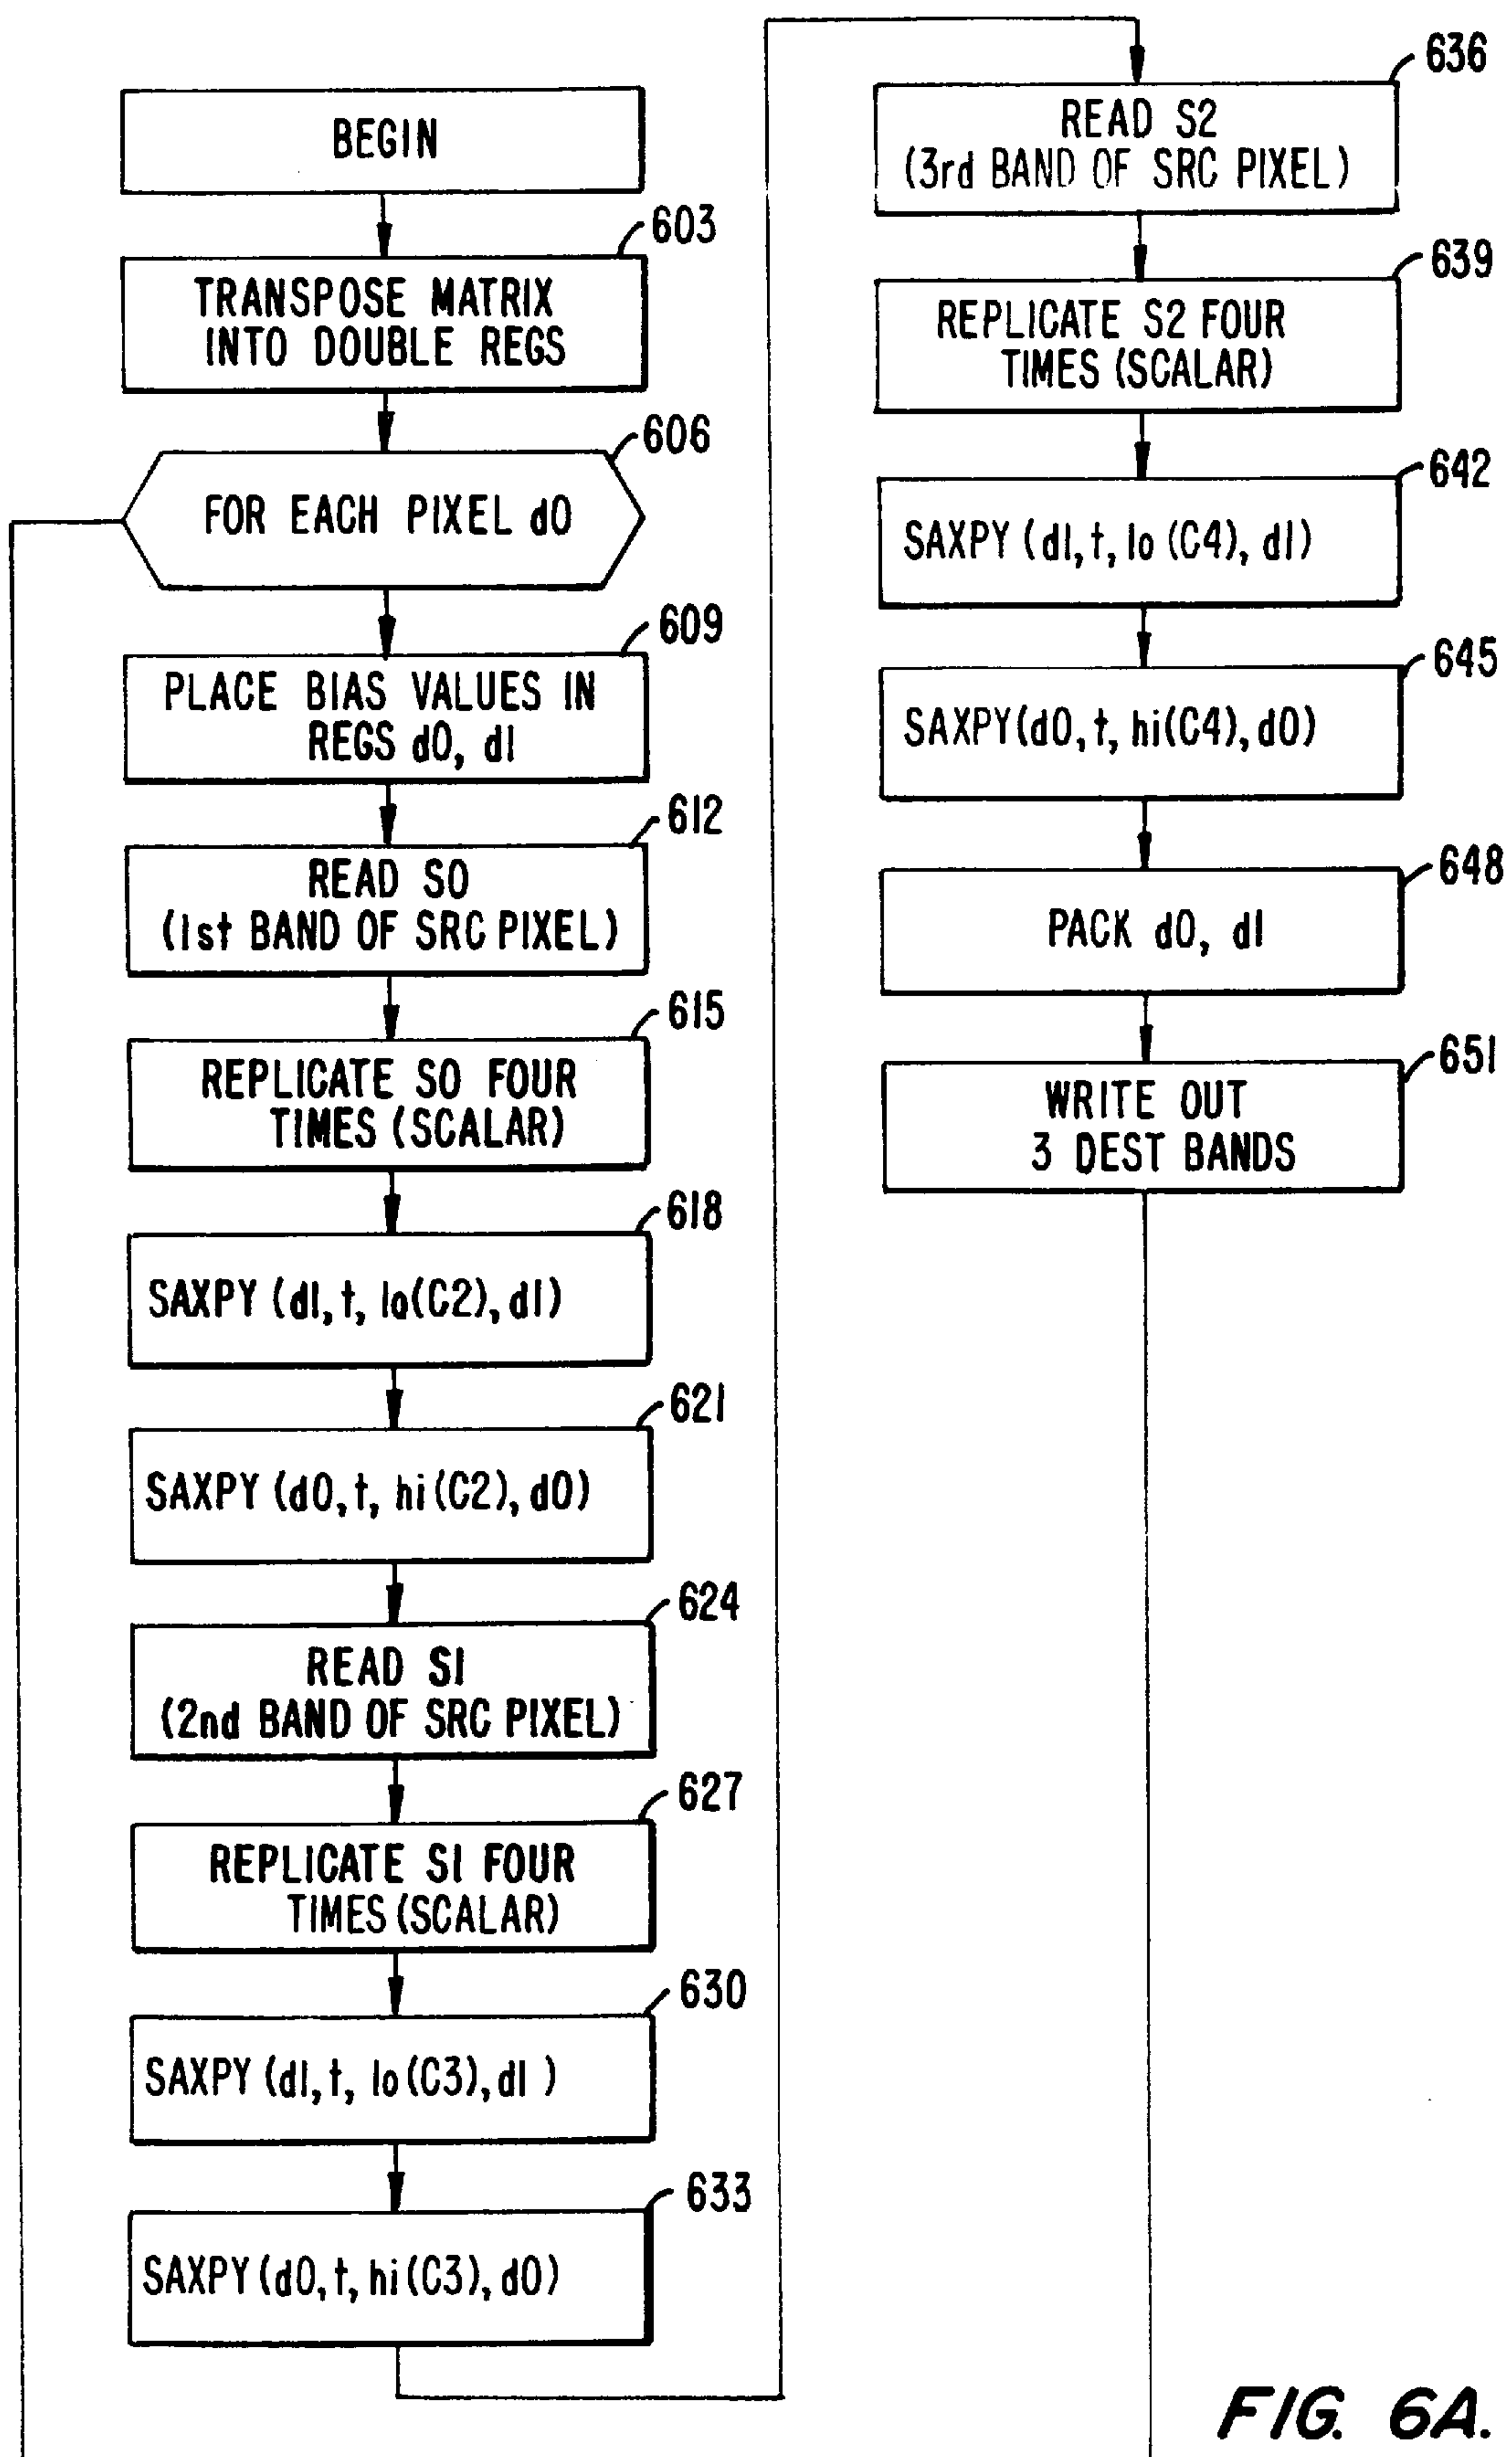 BEGIN
603
TRANSPOSE MATRIX
INTO DOUBLE REGS
606
FOR EACH PIXEL d0
609
PLACE BIAS VALUES IN
REGS d0, d1
612
READ S0
(1st BAND OF SRC PIXEL)
615
REPLICATE S0 FOUR
TIMES (SCALAR)
618
SAXPY (d1, t, lo(C2), d1)
621
SAXPY (d0, t, hi(C2), d0)
624
READ S1
(2nd BAND OF SRC PIXEL)
627
REPLICATE S1 FOUR
TIMES (SCALAR)
630
SAXPY (d1, t, lo(C3), d1 )
633
SAXPY (d0, t, hi(C3), d0)
636
READ S2
(3rd BAND OF SRC PIXEL)
639
REPLICATE S2 FOUR
TIMES (SCALAR)
642
SAXPY (d1, t, lo (C4), d1)
645
SAXPY(d0, t, hi(C4), d0)
648
PACK d0, d1
651
WRITE OUT
3 DEST BANDS
FIG. 6A.